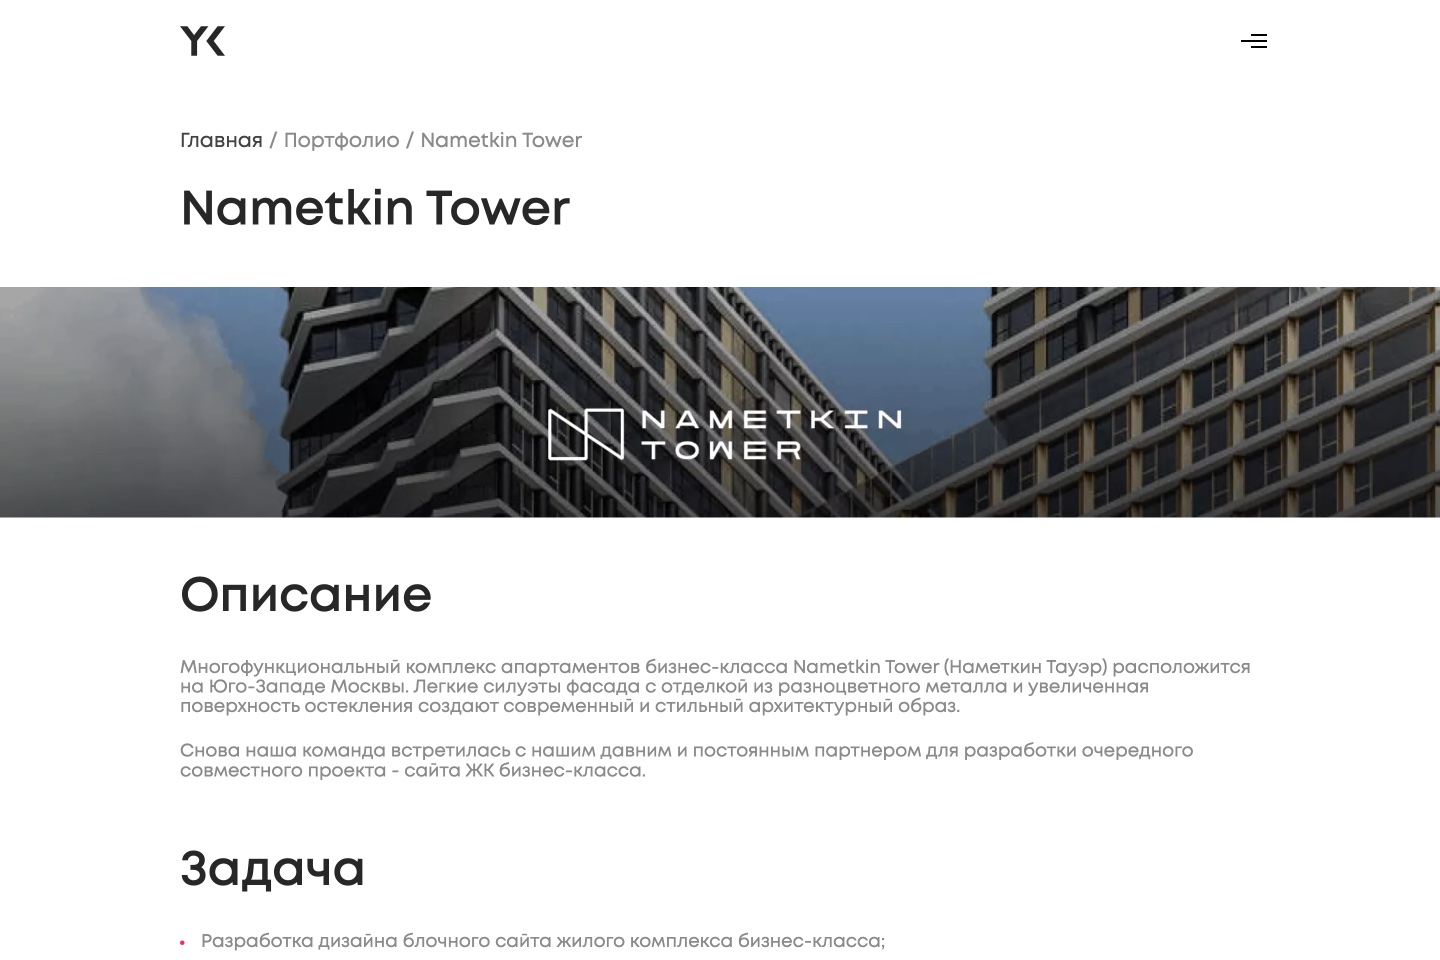 YK
Главная / Портфолио / Nametkin Tower
Nametkin Tower
NAMETKIN
TOWER
Описание
Многофункциональный комплекс апартаментов бизнес-класса Nametkin Tower (Наметкин Тауэр) расположится
на Юго-Западе Москвы. Легкие силуэты фасада с отделкой из разноцветного металла и увеличенная
поверхность остекления создают современный и стильный архитектурный образ.
Снова наша команда встретилась с нашим давним и постоянным партнером для разработки очередного
совместного проекта - сайта ЖК бизнес-класса.
Задача
• Разработка дизайна блочного сайта жилого комплекса бизнес-класса;